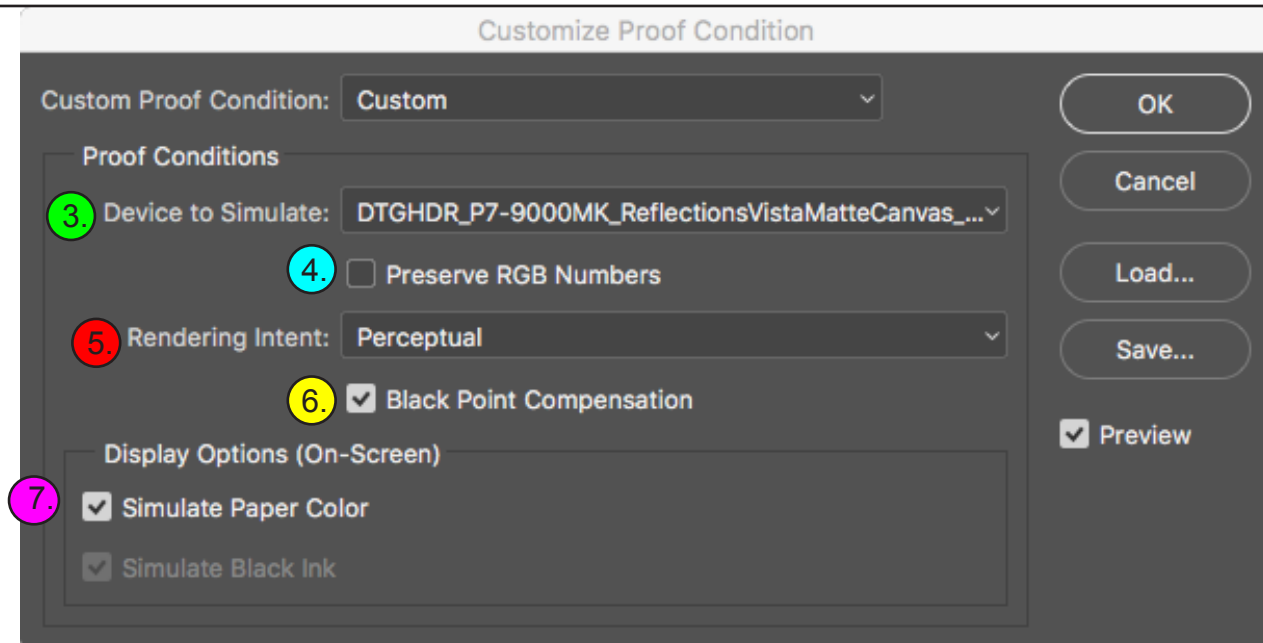 Customize Proof Condition
Custom Proof Condition: Custom
OK
Proof Conditions
Cancel
3. Device to Simulate: DTGHDR_P7-9000MK_ReflectionsVistaMatteCanvas_...
4. Preserve RGB Numbers
Load...
5. Rendering Intent: Perceptual
Save...
6. Black Point Compensation
Preview
Display Options (On-Screen)
7. Simulate Paper Color
Simulate Black Ink